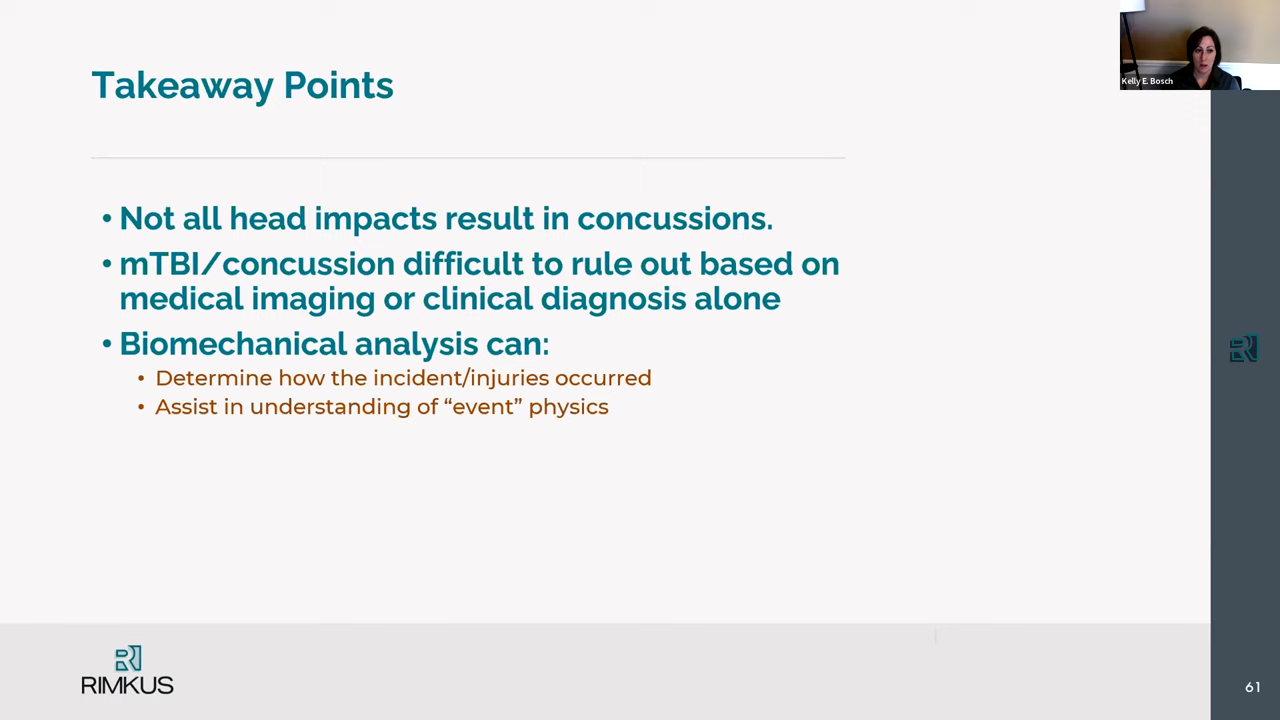 Kelly E. Bosch
Takeaway Points
• Not all head impacts result in concussions.
• mTBI/concussion difficult to rule out based on
medical imaging or clinical diagnosis alone
• Biomechanical analysis can:
• Determine how the incident/injuries occurred
• Assist in understanding of “event” physics
RIMKUS
61